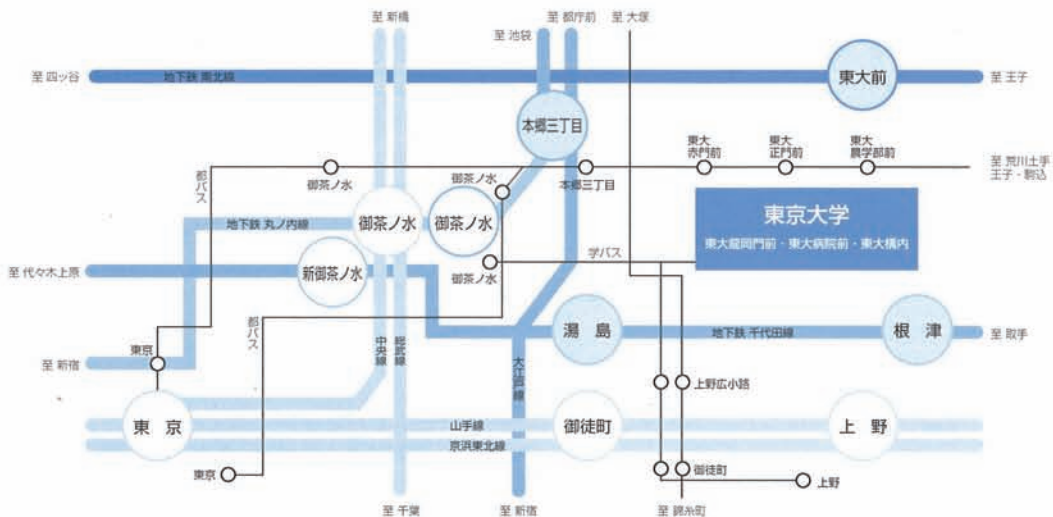 至 新橋
至 池袋
至 都庁前
至 大塚
至 四ッ谷
地下鉄 南北線
東大前
至 王子
本郷三丁目
都バス
御茶ノ水
御茶ノ水
本郷三丁目
東大
赤門前
東大
正門前
東大
農学部前
至 荒川土手
王子・駒込
地下鉄 丸ノ内線
御茶ノ水
御茶ノ水
東京大学
東大龍岡門前・東大病院前・東大構内
至 代々木上原
新御茶ノ水
御茶ノ水
学バス
都バス
中央線
総武線
大江戸線
湯島
地下鉄 千代田線
根津
至 取手
至 新宿
東京
上野広小路
東京
山手線
京浜東北線
御徒町
上野
東京
御徒町
上野
至 千葉
至 新宿
至 錦糸町